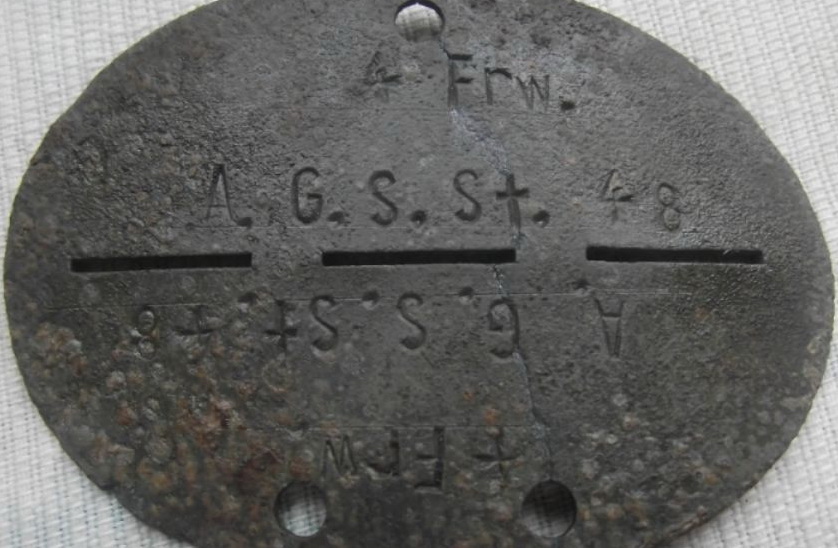 4 Frw.
A. G. S. St. 48
A. G. S. St. 48
4 Frw